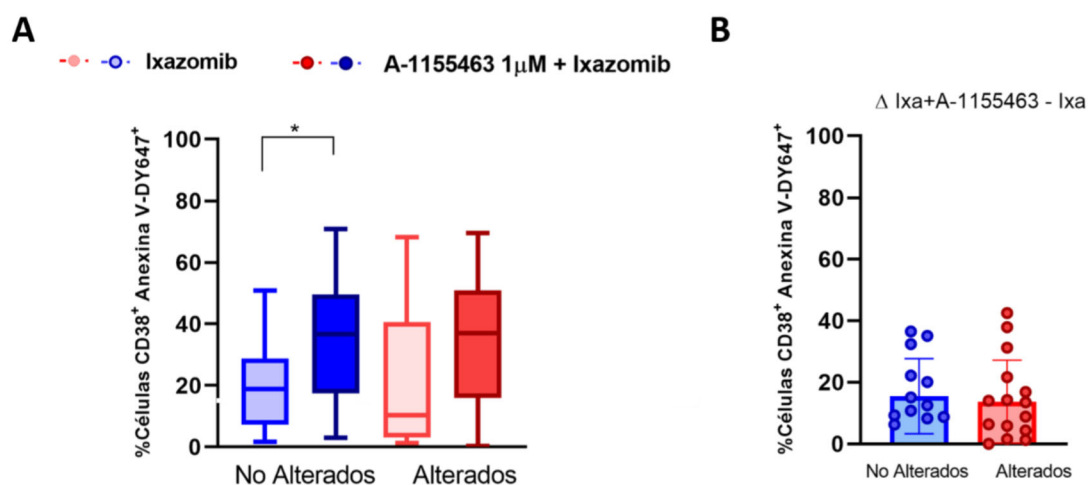 A
B
Ixazomib
A-1155463 1μM + Ixazomib
Δ Ixa+A-1155463 - Ixa
%Células CD38⁺ Anexina V-DY647⁺
100
80
60
40
20
0
*
No Alterados
Alterados
%Células CD38⁺ Anexina V-DY647⁺
100
80
60
40
20
0
No Alterados
Alterados